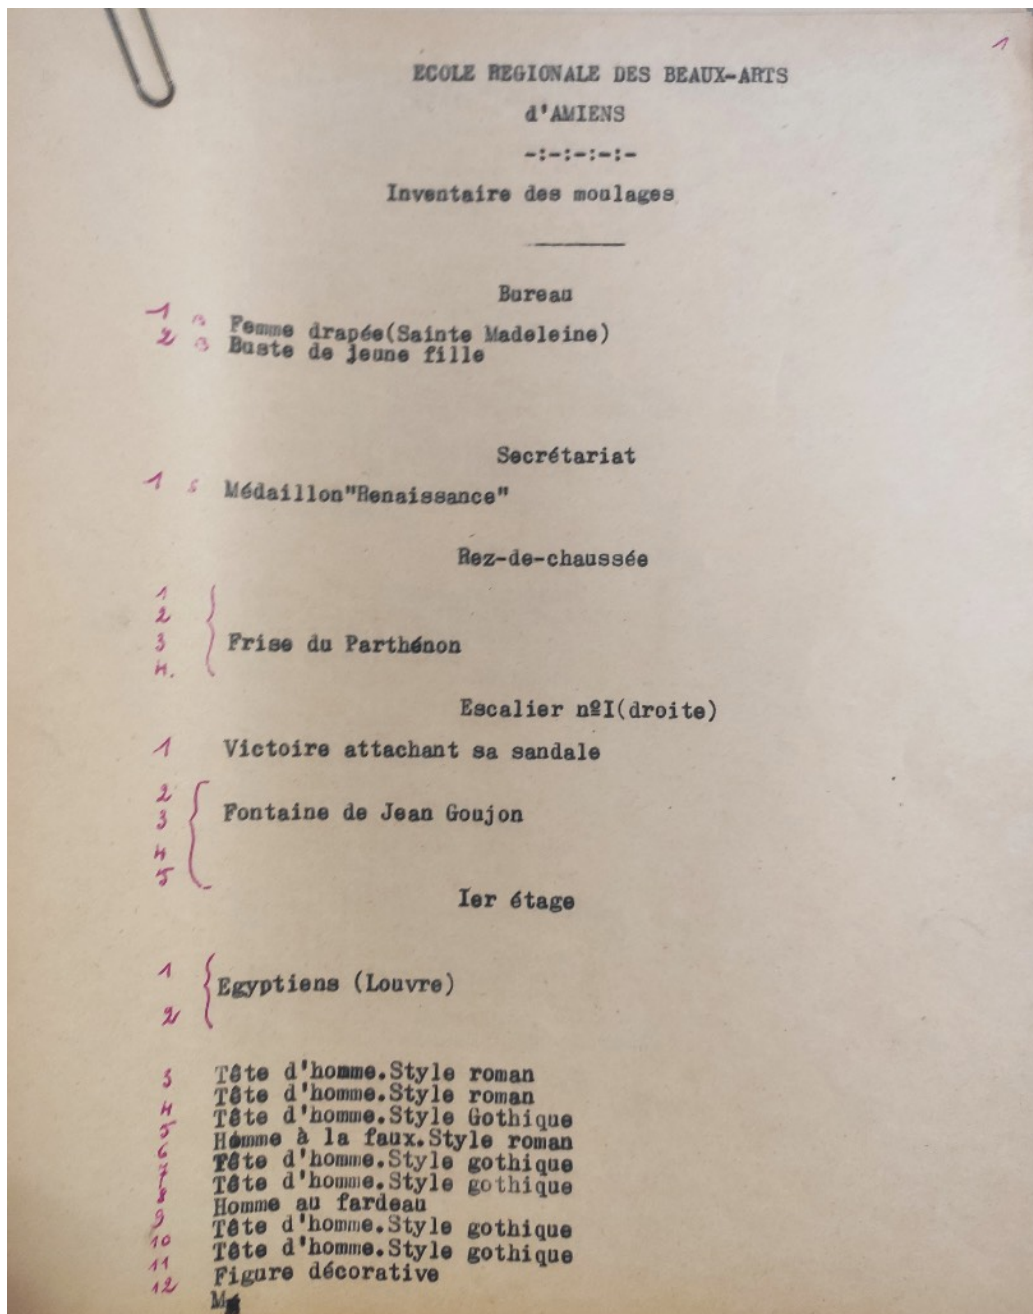 1
ECOLE REGIONALE DES BEAUX-ARTS
d'AMIENS
-:-:-:-:-
Inventaire des moulages
Bureau
1 B Femme drapée(Sainte Madeleine)
2 B Buste de jeune fille
Secrétariat
1 S Médaillon"Renaissance"
Rez-de-chaussée
1
2
3 Frise du Parthénon
4.
Escalier nºI(droite)
1 Victoire attachant sa sandale
2
3 Fontaine de Jean Goujon
4
5
Ier étage
1
Egyptiens (Louvre)
2
3 Tête d'homme.Style roman
Tête d'homme.Style roman
4 Tête d'homme.Style Gothique
5 Homme à la faux.Style roman
6 Tête d'homme.Style gothique
7 Tête d'homme.Style gothique
8 Homme au fardeau
9 Tête d'homme.Style gothique
10 Tête d'homme.Style gothique
11 Figure décorative
12 M